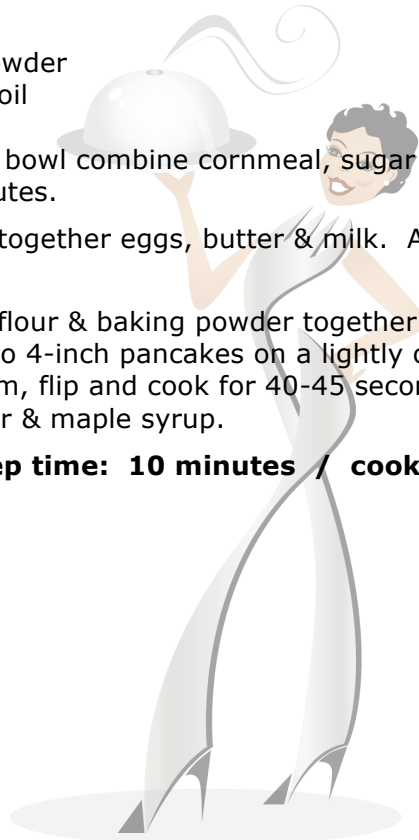 wder
oil
bowl combine cornmeal, sugar
utes.
together eggs, butter & milk. A
flour & baking powder together
to 4-inch pancakes on a lightly o
m, flip and cook for 40-45 secon
r & maple syrup.
ep time: 10 minutes / cook